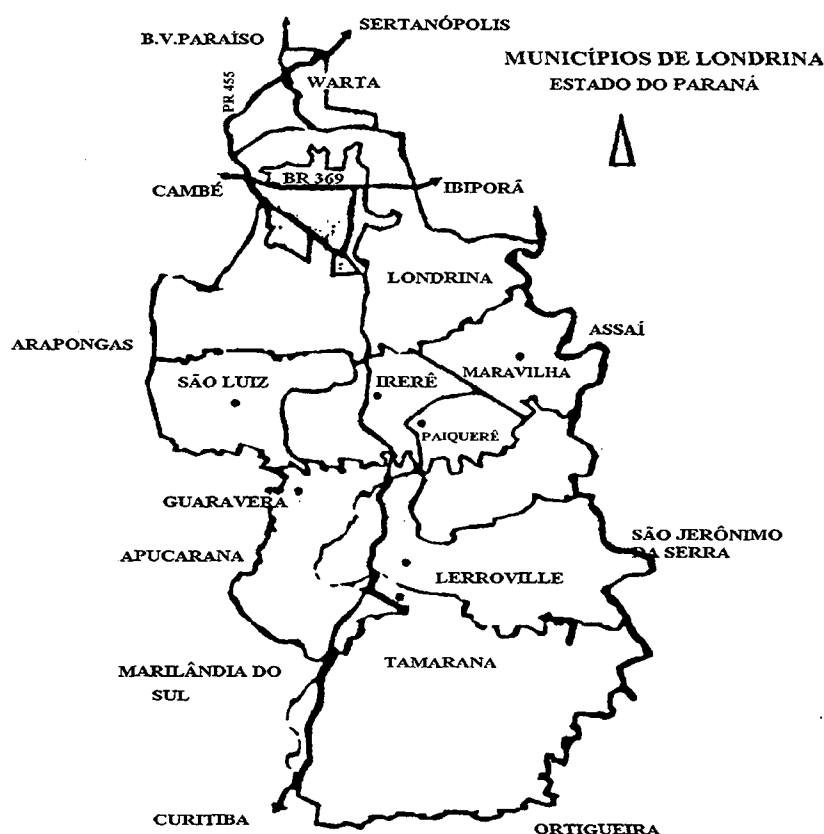 SERTANÓPOLIS
B.V.PARAÍSO
MUNICÍPIOS DE LONDRINA
ESTADO DO PARANÁ
WARTA
PR 455
BR 369
CAMBÉ
IBIPORÃ
LONDRINA
ASSAÍ
ARAPONGAS
MARAVILHA
SÃO LUIZ
IRERÊ
PAIQUERÊ
GUARAVERA
SÃO JERÔNIMO
DA SERRA
APUCARANA
LERROVILLE
TAMARANA
MARILÂNDIA DO
SUL
CURITIBA
ORTIGUEIRA